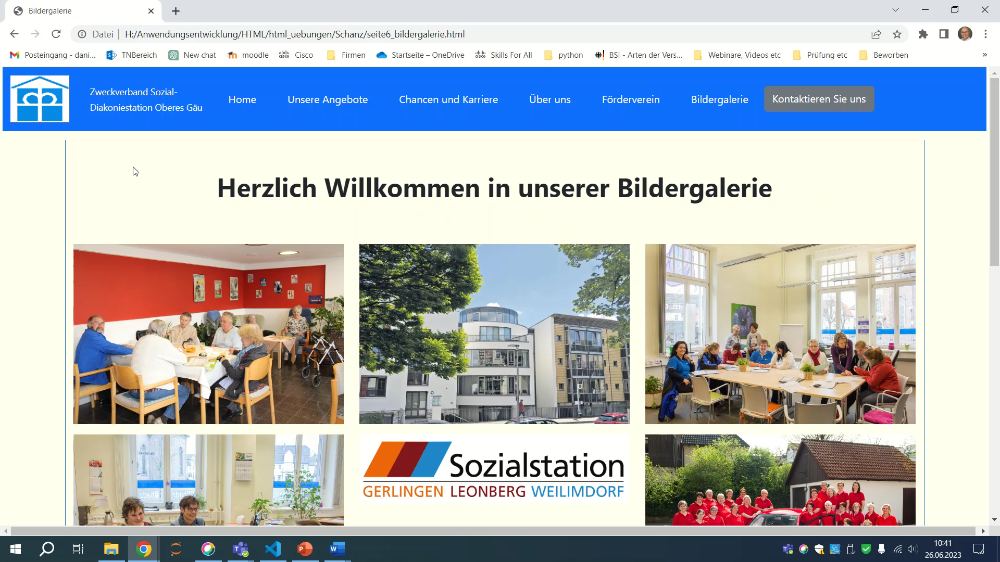 Bildergalerie
Datei | H:/Anwendungsentwicklung/HTML/html_uebungen/Schanz/seite6_bildergalerie.html
Posteingang - dani... TNBereich New chat moodle Cisco Firmen Startseite – OneDrive Skills For All python BSI - Arten der Vers... Webinare, Videos etc Prüfung etc Beworben »
Zweckverband Sozial-
Diakoniestation Oberes Gäu
Home Unsere Angebote Chancen und Karriere Über uns Förderverein Bildergalerie Kontaktieren Sie uns
Herzlich Willkommen in unserer Bildergalerie
Sozialstation
GERLINGEN LEONBERG WEILIMDORF
10:41
26.06.2023